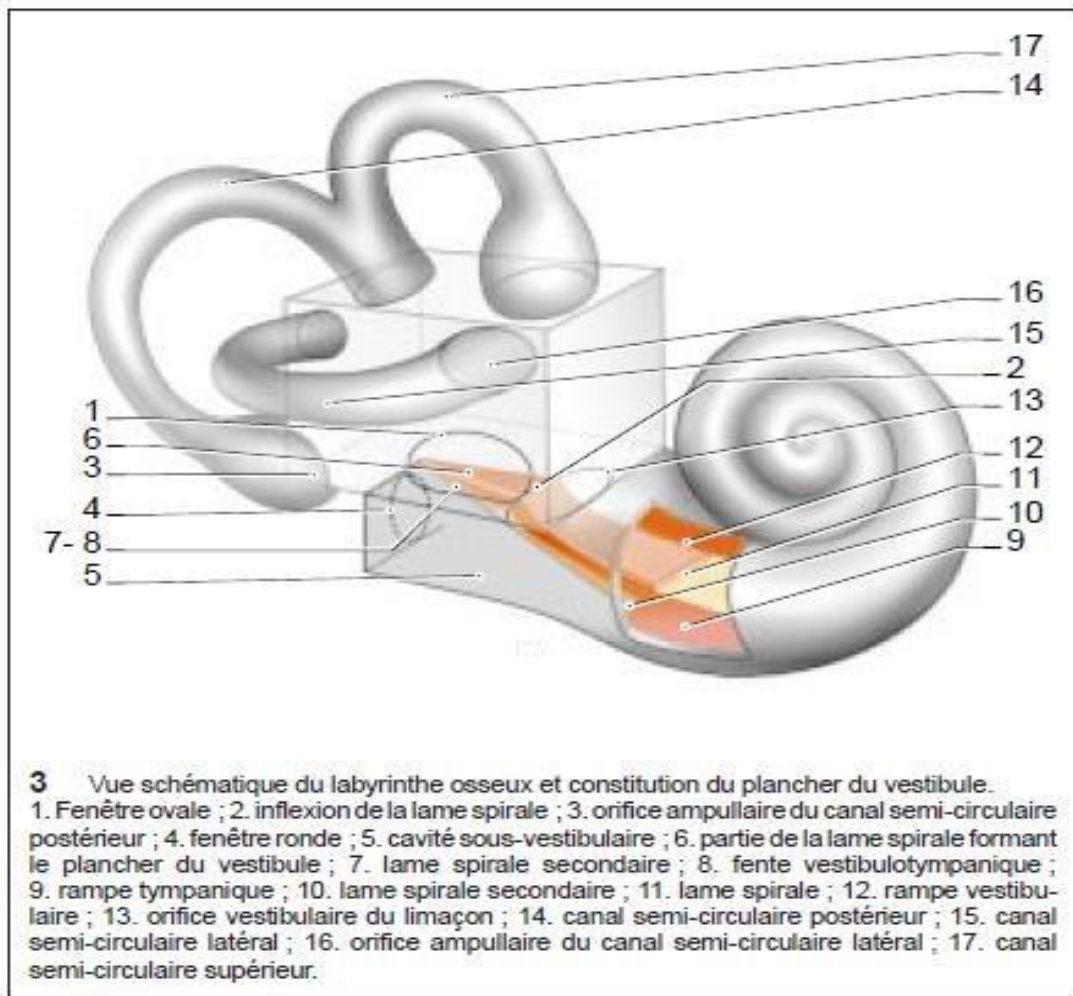 17
14
16
15
2
13
12
11
10
9
1
6
3
4
7- 8
5
3 Vue schématique du labyrinthe osseux et constitution du plancher du vestibule.
1. Fenêtre ovale ; 2. inflexion de la lame spirale ; 3. orifice ampullaire du canal semi-circulaire
postérieur ; 4. fenêtre ronde ; 5. cavité sous-vestibulaire ; 6. partie de la lame spirale formant
le plancher du vestibule ; 7. lame spirale secondaire ; 8. fente vestibulotympanique ;
9. rampe tympanique ; 10. lame spirale secondaire ; 11. lame spirale ; 12. rampe vestibu-
laire ; 13. orifice vestibulaire du limaçon ; 14. canal semi-circulaire postérieur ; 15. canal
semi-circulaire latéral ; 16. orifice ampullaire du canal semi-circulaire latéral ; 17. canal
semi-circulaire supérieur.